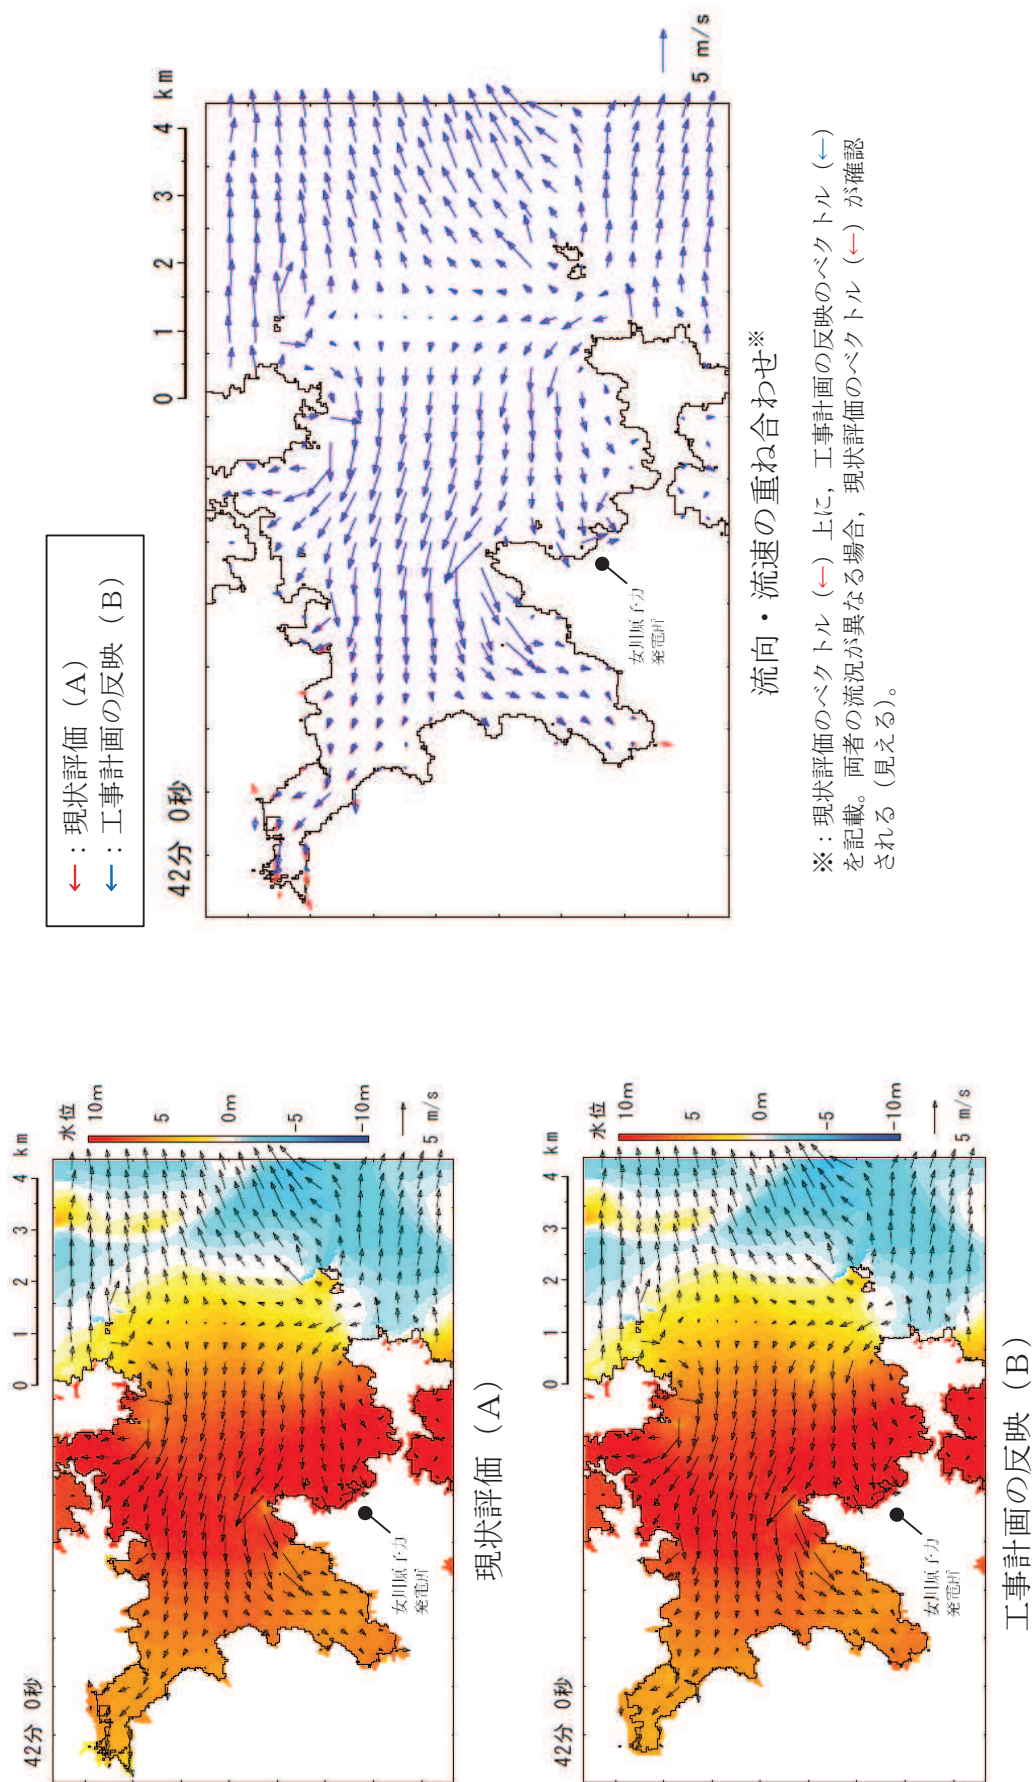 42分 0秒
0 1 2 3 4 km
水位
10m
5
0m
-5
-10m
5 m/s
女川原子力
発電所
現状評価（A）
42分 0秒
0 1 2 3 4 km
水位
10m
5
0m
-5
-10m
5 m/s
女川原子力
発電所
工事計画の反映（B）
←：現状評価（A）
←：工事計画の反映（B）
42分 0秒
0 1 2 3 4 km
5 m/s
女川原子力
発電所
流向・流速の重ね合わせ※
※：現状評価のベクトル（←）上に，工事計画の反映のベクトル（←）
を記載。両者の流況が異なる場合，現状評価のベクトル（←）が確認
される（見える）。